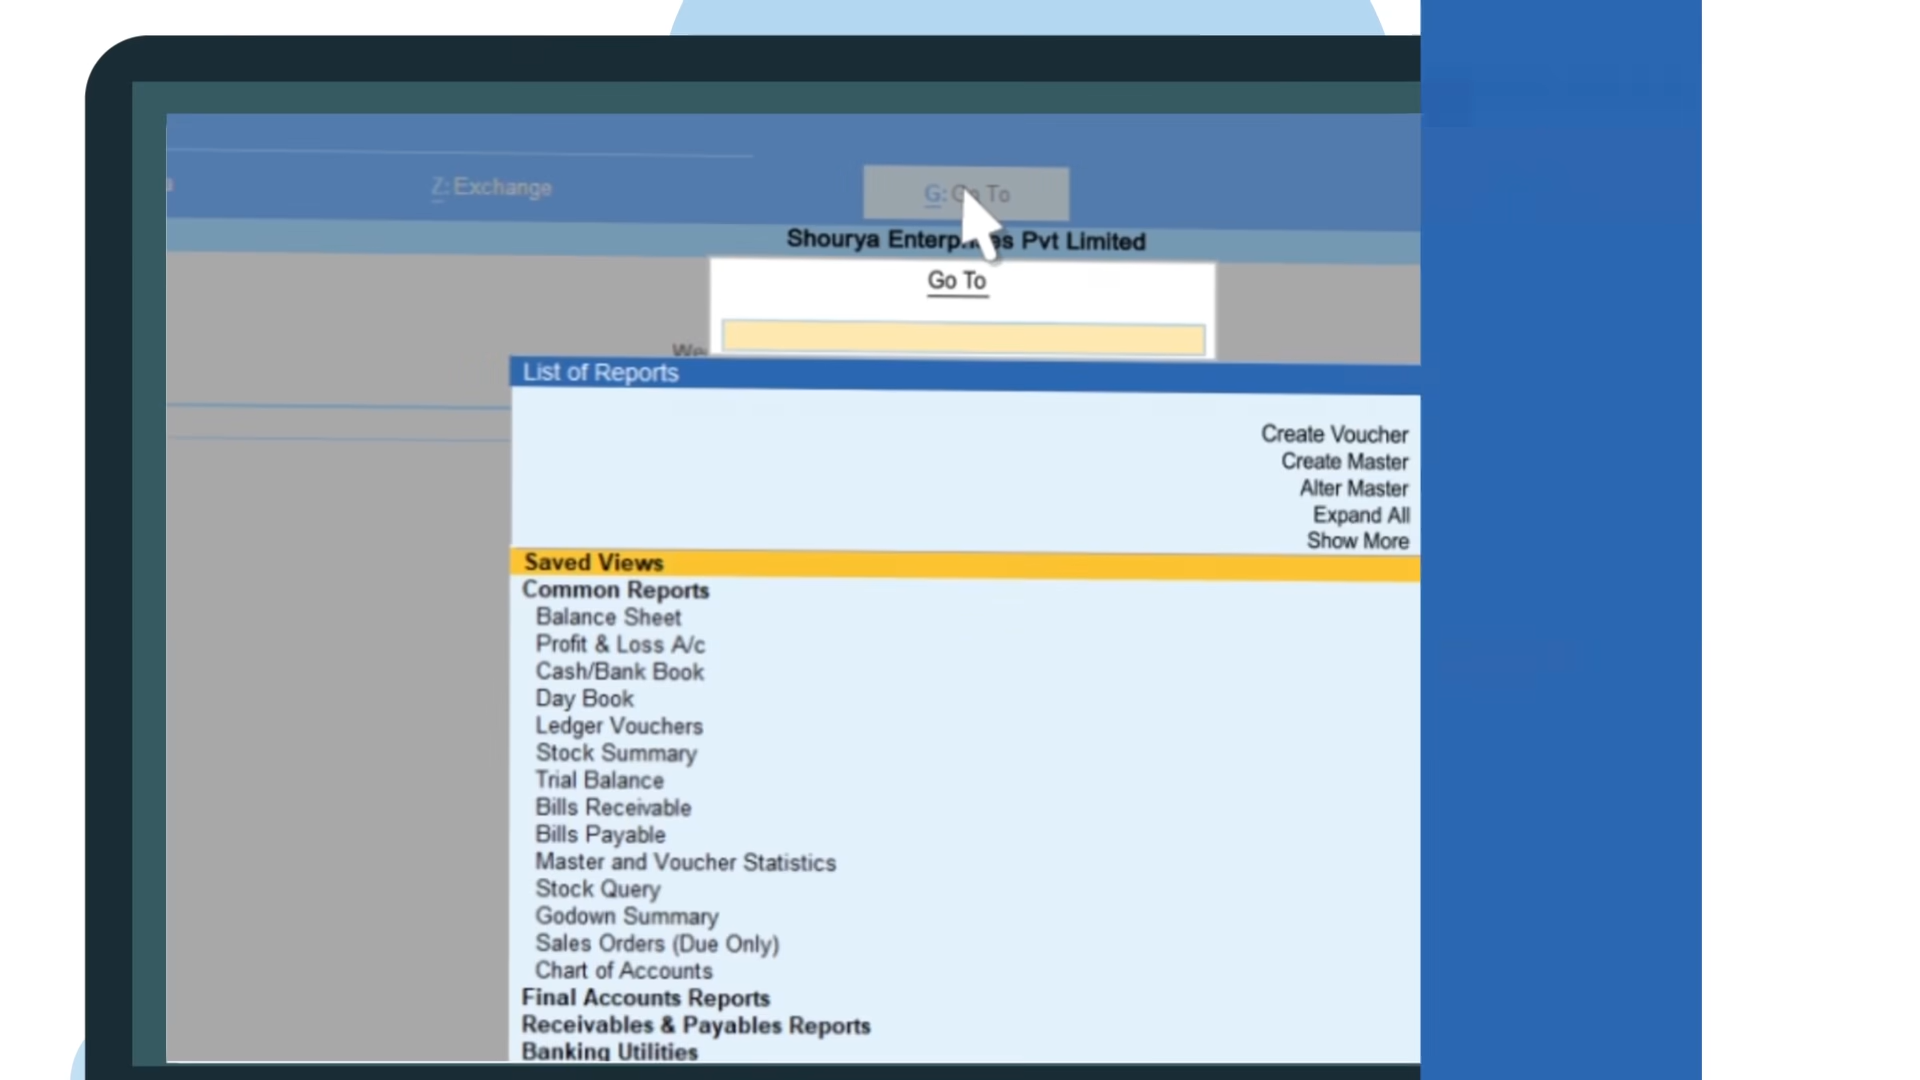 Z: Exchange
G: Go To
Shourya Enterprises Pvt Limited
Go To
List of Reports
Create Voucher
Create Master
Alter Master
Expand All
Show More
Saved Views
Common Reports
Balance Sheet
Profit & Loss A/c
Cash/Bank Book
Day Book
Ledger Vouchers
Stock Summary
Trial Balance
Bills Receivable
Bills Payable
Master and Voucher Statistics
Stock Query
Godown Summary
Sales Orders (Due Only)
Chart of Accounts
Final Accounts Reports
Receivables & Payables Reports
Banking Utilities